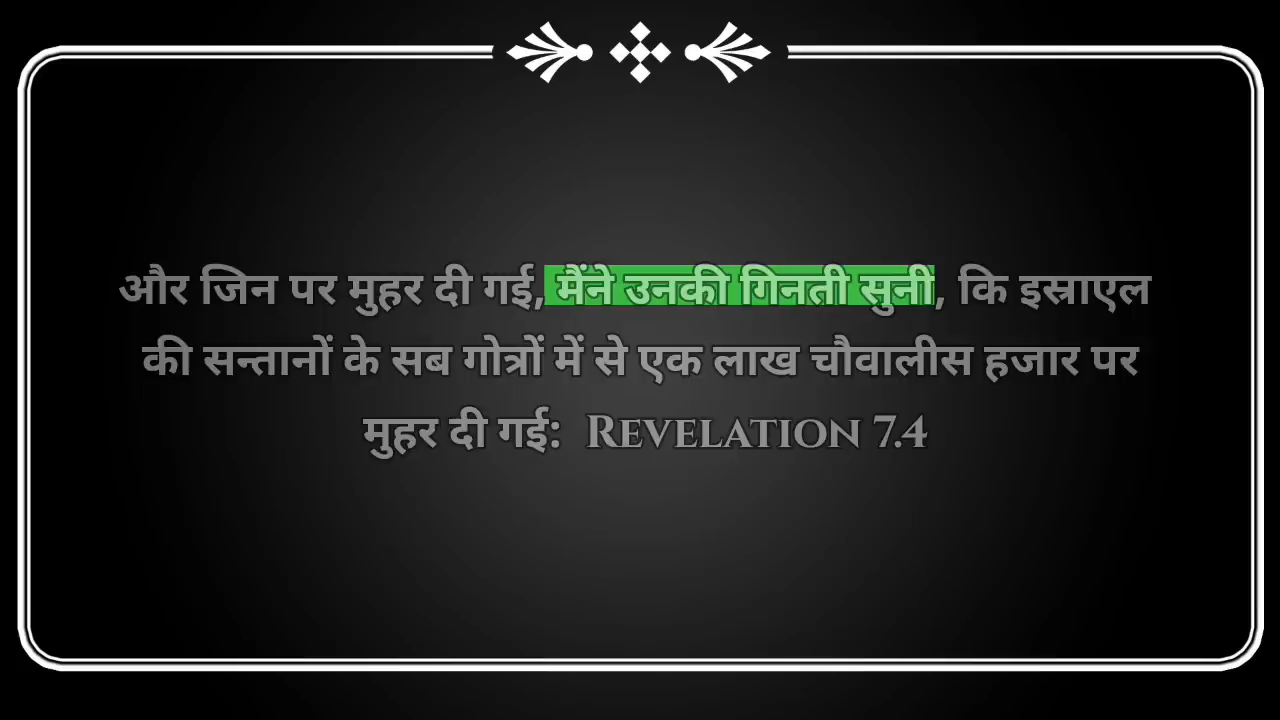 और जिन पर मुहर दी गई, मैंने उनकी गिनती सुनी, कि इस्राएल
की सन्तानों के सब गोत्रों में से एक लाख चौवालीस हजार पर
मुहर दी गई: Revelation 7.4